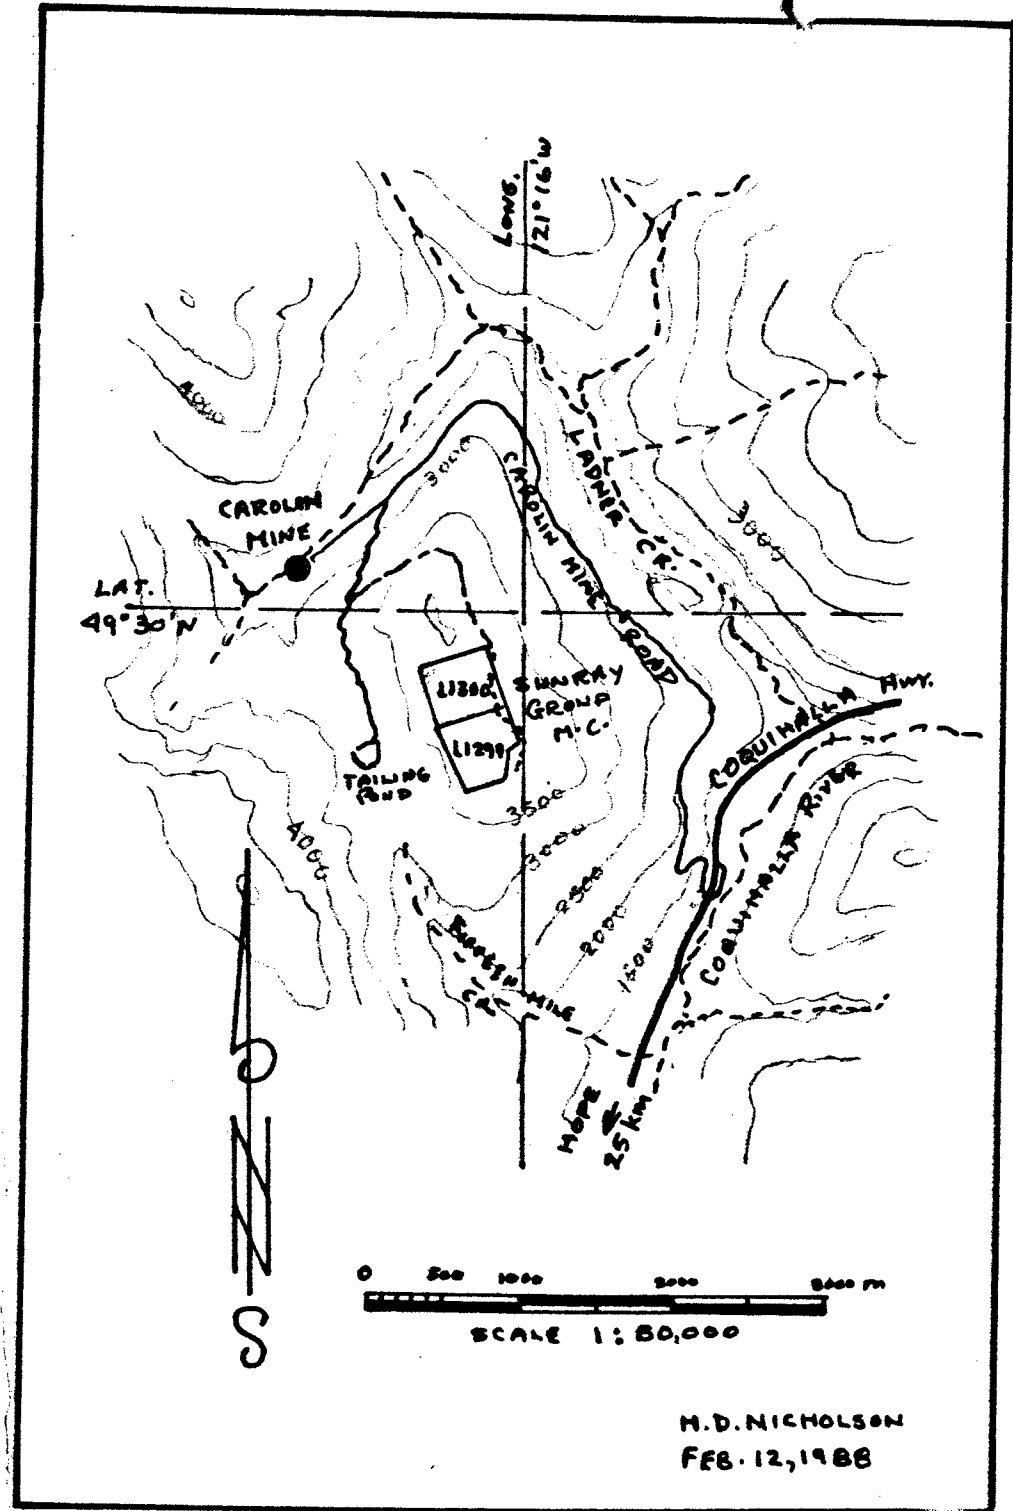 LONG.
121° 16' W
4000
3000
CAROLIN
MINE
CAROLIN MINE ROAD
LADNER CR.
3000
LAT.
49° 30' N
L1300
L1299
SUNRAY
GROUP
M.C.
TAILING
POND
COQUIHALLA HWY.
COQUIHALLA RIVER
3500
3000
2500
2000
1500
4000
MILE
CR.
HOPE
25 km
N
S
0 500 1000 2000 3000 m
SCALE 1:50,000
H.D. NICHOLSON
FEB. 12, 1988